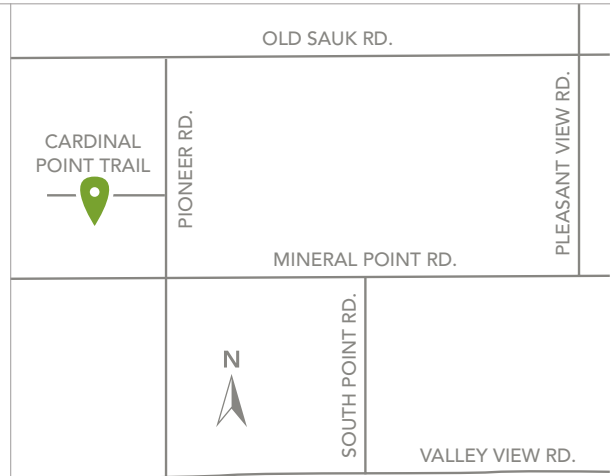 OLD SAUK RD.
CARDINAL
POINT TRAIL
PIONEER RD.
PLEASANT VIEW RD.
MINERAL POINT RD.
SOUTH POINT RD.
N
VALLEY VIEW RD.